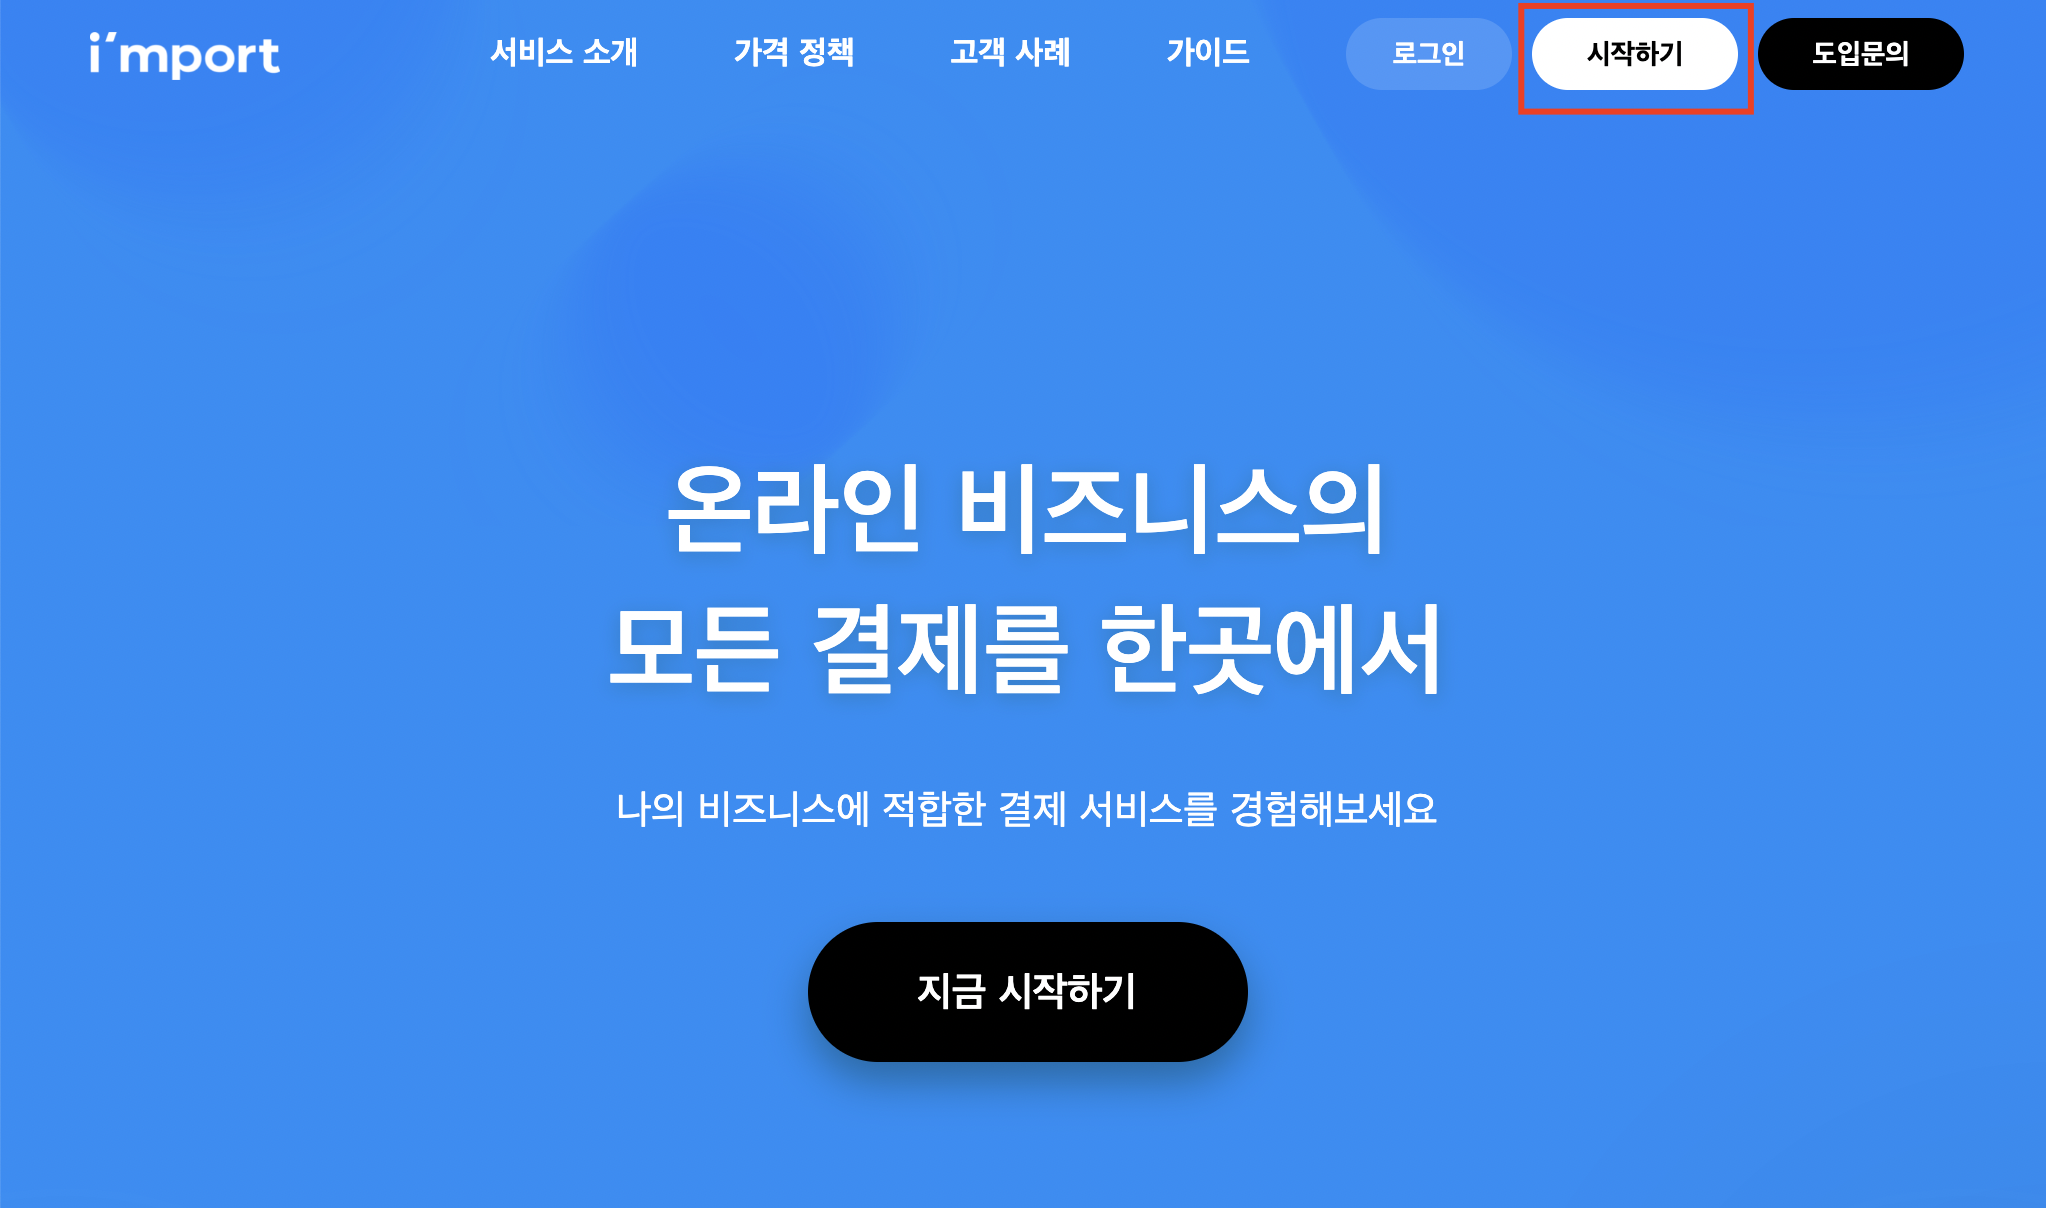 i'mport
서비스 소개
가격 정책
고객 사례
가이드
로그인
시작하기
도입문의
온라인 비즈니스의
모든 결제를 한곳에서
나의 비즈니스에 적합한 결제 서비스를 경험해보세요
지금 시작하기